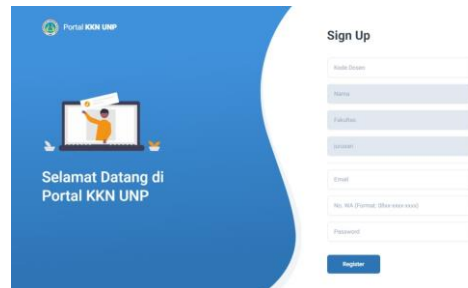 Portal KKN UNP
Selamat Datang di
Portal KKN UNP
Sign Up
Kode Dosen
Nama
Fakultas
Jurusan
Email
No. WA (Format: 08xx-xxxx-xxxx)
Password
Register